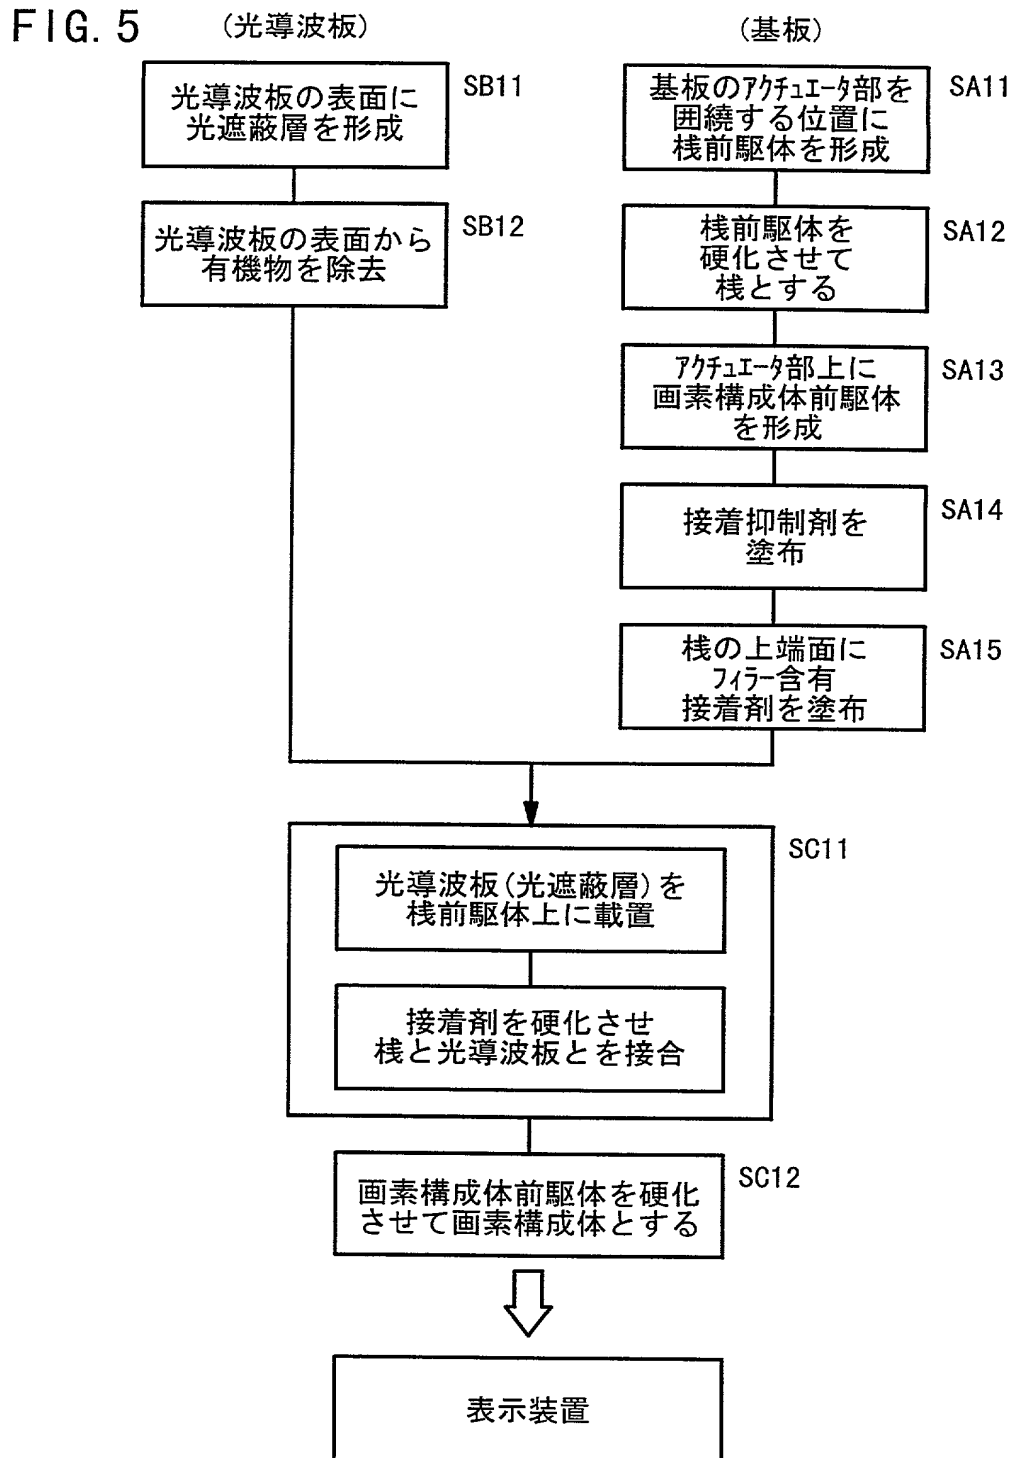 FIG. 5
(光導波板)
光導波板の表面に
光遮蔽層を形成
SB11
光導波板の表面から
有機物を除去
SB12
(基板)
基板のアクチュエータ部を
囲繞する位置に
桟前駆体を形成
SA11
桟前駆体を
硬化させて
桟とする
SA12
アクチュエータ部上に
画素構成体前駆体
を形成
SA13
接着抑制剤を
塗布
SA14
桟の上端面に
フィラー含有
接着剤を塗布
SA15
SC11
光導波板(光遮蔽層)を
桟前駆体上に載置
接着剤を硬化させ
桟と光導波板とを接合
SC12
画素構成体前駆体を硬化
させて画素構成体とする
表示装置